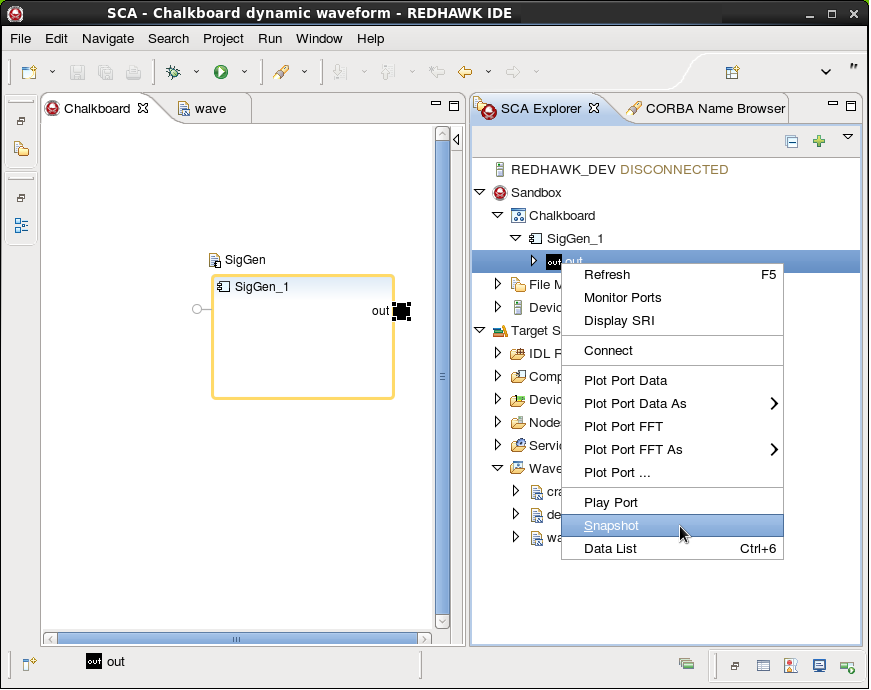 SCA - Chalkboard dynamic waveform - REDHAWK IDE
File Edit Navigate Search Project Run Window Help
Chalkboard
wave
SCA Explorer
CORBA Name Browser
REDHAWK_DEV DISCONNECTED
Sandbox
Chalkboard
SigGen_1
out out
File M
Devic
Target S
IDL R
Comp
Devic
Node
Servic
Wave
cra
de
wa
SigGen
SigGen_1
out
Refresh F5
Monitor Ports
Display SRI
Connect
Plot Port Data
Plot Port Data As
Plot Port FFT
Plot Port FFT As
Plot Port ...
Play Port
Snapshot
Data List Ctrl+6
out out